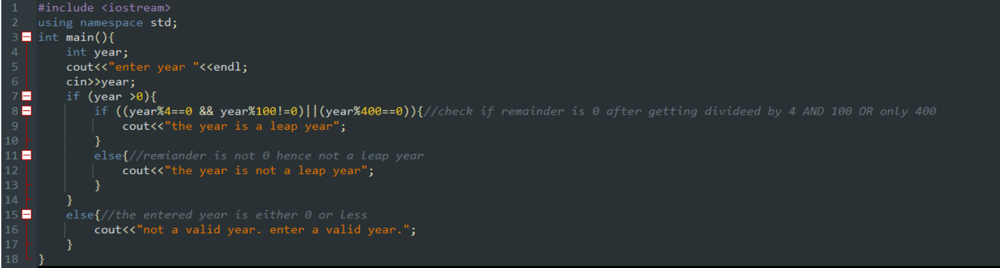 1 #include <iostream>
2 using namespace std;
3 int main(){
4 int year;
5 cout<<"enter year "<<endl;
6 cin>>year;
7 if (year >0){
8 if ((year%4==0 && year%100!=0)||(year%400==0)){//check if remainder is 0 after getting divideed by 4 AND 100 OR only 400
9 cout<<"the year is a leap year";
10 }
11 else{//remiander is not 0 hence not a leap year
12 cout<<"the year is not a leap year";
13 }
14 }
15 else{//the entered year is either 0 or less
16 cout<<"not a valid year. enter a valid year.";
17 }
18 }